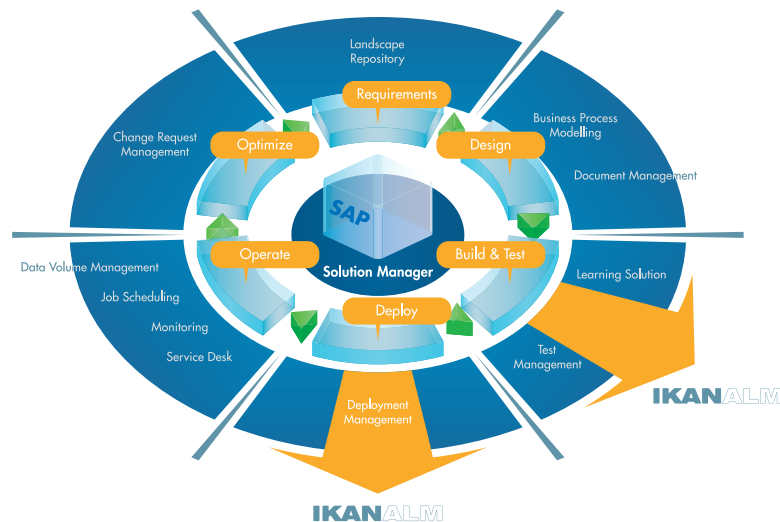 Landscape
Repository
Requirements
Change Request
Management
Optimize
Design
Business Process
Modelling
Document Management
SAP
Solution Manager
Operate
Build & Test
Data Volume Management
Job Scheduling
Monitoring
Service Desk
Learning Solution
Deploy
Test
Management
Deployment
Management
IKANALM
IKANALM